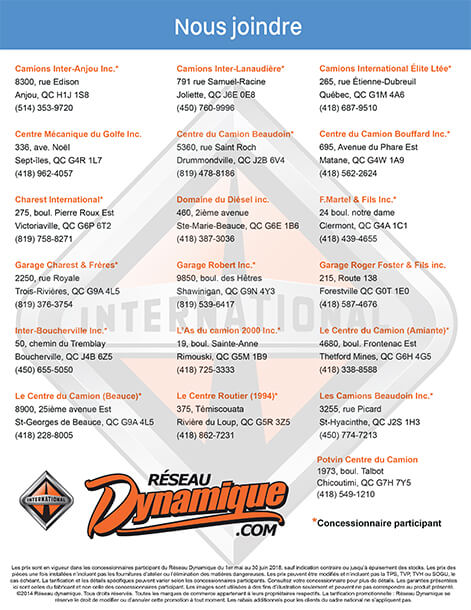 Nous joindre
Camions Inter-Anjou Inc.*
8300, rue Edison
Anjou, QC H1J 1S8
(514) 353-9720
Camions Inter-Lanaudière*
791 rue Samuel-Racine
Joliette, QC J6E 0E8
(450) 760-9996
Camions International Élite Ltée*
265, rue Étienne-Dubreuil
Québec, QC G1M 4A6
(418) 687-9510
Centre Mécanique du Golfe Inc.
336, ave. Noël
Sept-îles, QC G4R 1L7
(418) 962-4057
Centre du Camion Beaudoin*
5360, rue Saint Roch
Drummondville, QC J2B 6V4
(819) 478-8186
Centre du Camion Bouffard Inc.*
695, Avenue du Phare Est
Matane, QC G4W 1A9
(418) 562-2624
Charest International*
275, boul. Pierre Roux Est
Victoriaville, QC G6P 6T2
(819) 758-8271
Domaine du Diésel inc.
460, 2ième avenue
Ste-Marie-Beauce, QC G6E 1B6
(418) 387-3036
F.Martel & Fils Inc.*
24 boul. notre dame
Clermont, QC G4A 1C1
(418) 439-4655
Garage Charest & Frères*
2250, rue Royale
Trois-Rivières, QC G9A 4L5
(819) 376-3754
Garage Robert Inc.*
9850, boul. des Hêtres
Shawinigan, QC G9N 4Y3
(819) 539-6417
Garage Roger Foster & Fils inc.
215, Route 138
Forestville QC G0T 1E0
(418) 587-4676
Inter-Boucherville Inc.*
50, chemin du Tremblay
Boucherville, QC J4B 6Z5
(450) 655-5050
L'As du camion 2000 Inc.*
19, boul. Sainte-Anne
Rimouski, QC G5M 1B9
(418) 725-3333
Le Centre du Camion (Amiante)*
4680, boul. Frontenac Est
Thetford Mines, QC G6H 4G5
(418) 338-8588
Le Centre du Camion (Beauce)*
8900, 25ième avenue Est
St-Georges de Beauce, QC G9A 4L5
(418) 228-8005
Le Centre Routier (1994)*
375, Témiscouata
Rivière du Loup, QC G5R 3Z5
(418) 862-7231
Les Camions Beaudoin Inc.*
3255, rue Picard
St-Hyacinthe, QC J2S 1H3
(450) 774-7213
Potvin Centre du Camion
1973, boul. Talbot
Chicoutimi, QC G7H 7Y5
(418) 549-1210
INTERNATIONAL
INTERNATIONAL
RÉSEAU
Dynamique
.COM
*Concessionnaire participant
Les prix sont en vigueur dans les concessionnaires participant du Réseau Dynamique du 1er mai au 30 juin 2018, sauf indication contraire ou jusqu'à épuisement des stocks. Les prix des
pièces une fois installées n'incluent pas les fournitures d'atelier ou l'élimination des matières dangereuses. Les prix peuvent être modifiés et n'incluent pas la TPS, TVP, TVH ou SOGU, le
cas échéant. La tarification et les détails spécifiques peuvent varier selon les concessionnaires participants. Consultez votre concessionnaire pour plus de détails. Les garanties présentées
ici sont celles du fabricant et non celle des concessionnaires participant. Les images sont utilisées à des fins d'illustration seulement et peuvent ne pas correspondre au produit présenté.
©2014 Réseau dynamique. Tous droits réservés. Toutes les marques de commerce appartenant à leurs propriétaires respectifs. La tarification - Promotionnelle : Réseau Dynamique se
réserve le droit de modifier ou d'annuler cette promotion à tout moment. Les rabais additionnels pour les clients du cadre national ne s'appliquent pas.